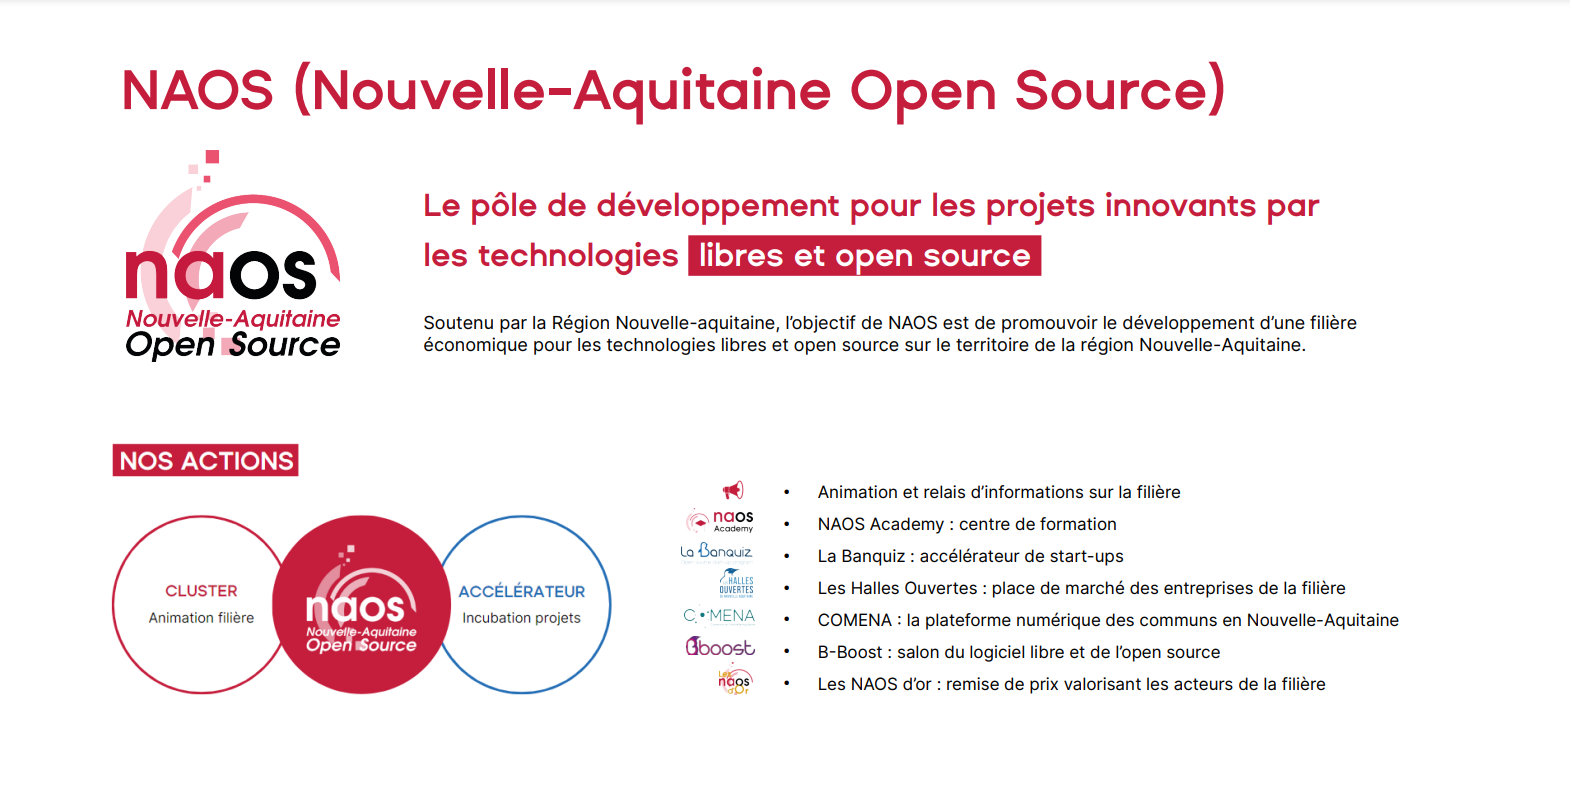 NAOS (Nouvelle-Aquitaine Open Source)
naos
Nouvelle-Aquitaine
Open Source
Le pôle de développement pour les projets innovants par
les technologies libres et open source
Soutenu par la Région Nouvelle-aquitaine, l’objectif de NAOS est de promouvoir le développement d’une filière
économique pour les technologies libres et open source sur le territoire de la région Nouvelle-Aquitaine.
NOS ACTIONS
CLUSTER
Animation filière
naos
Nouvelle-Aquitaine
Open Source
ACCÉLÉRATEUR
Incubation projets
• Animation et relais d’informations sur la filière
naos
Academy
• NAOS Academy : centre de formation
La Banquiz
• La Banquiz : accélérateur de start-ups
HALLES
OUVERTES
• Les Halles Ouvertes : place de marché des entreprises de la filière
COMENA
• COMENA : la plateforme numérique des communs en Nouvelle-Aquitaine
Bboost
• B-Boost : salon du logiciel libre et de l’open source
Les
naos
d'Or
• Les NAOS d’or : remise de prix valorisant les acteurs de la filière